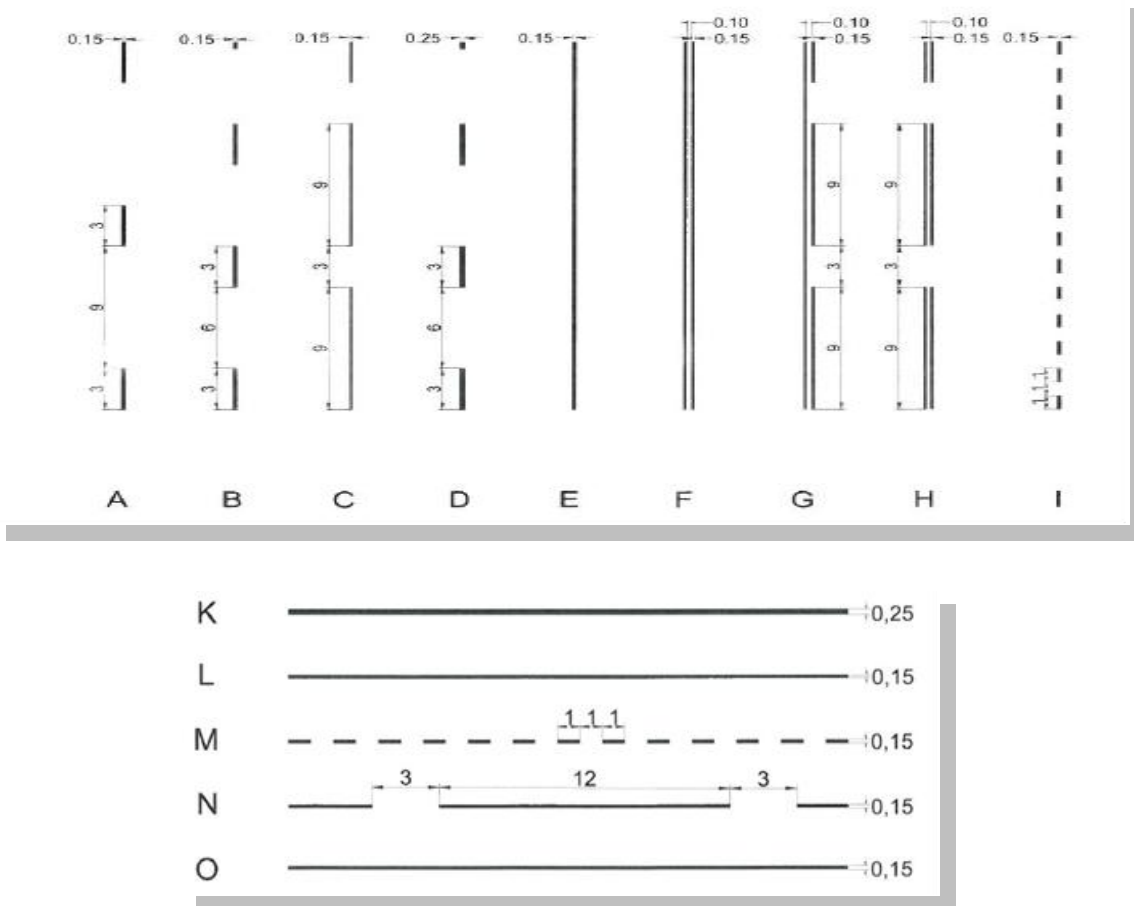 0.10 0.10 0.10
0.15 0.15 0.15 0.25 0.15 0.15 0.15 0.15 0.15
9 9 9
3
3 3 3 3 3
9
6 6
9 9 9
3 3 3
1 1 1
A B C D E F G H I
K 0,25
L 0,15
1 1 1
M 0,15
3 12 3
N 0,15
O 0,15